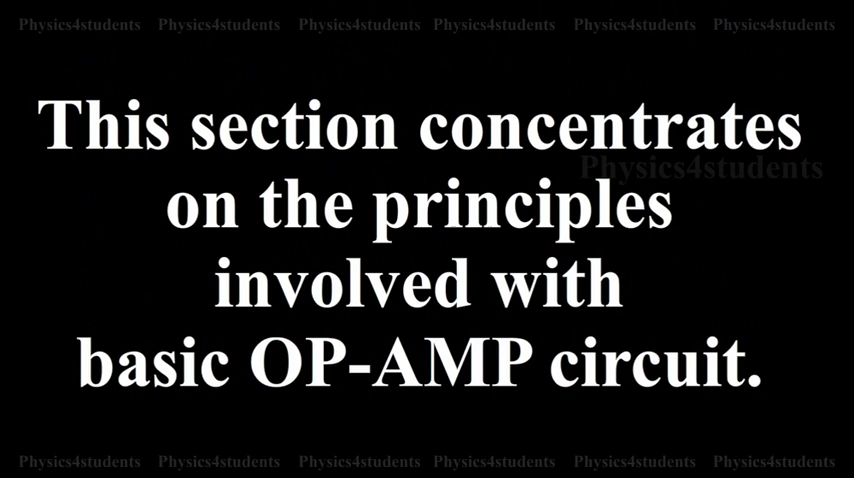 Physics4students Physics4students Physics4students Physics4students Physics4students Physics4students
This section concentrates
Physics4students
on the principles
involved with
basic OP-AMP circuit.
Physics4students Physics4students Physics4students Physics4students Physics4students Physics4students